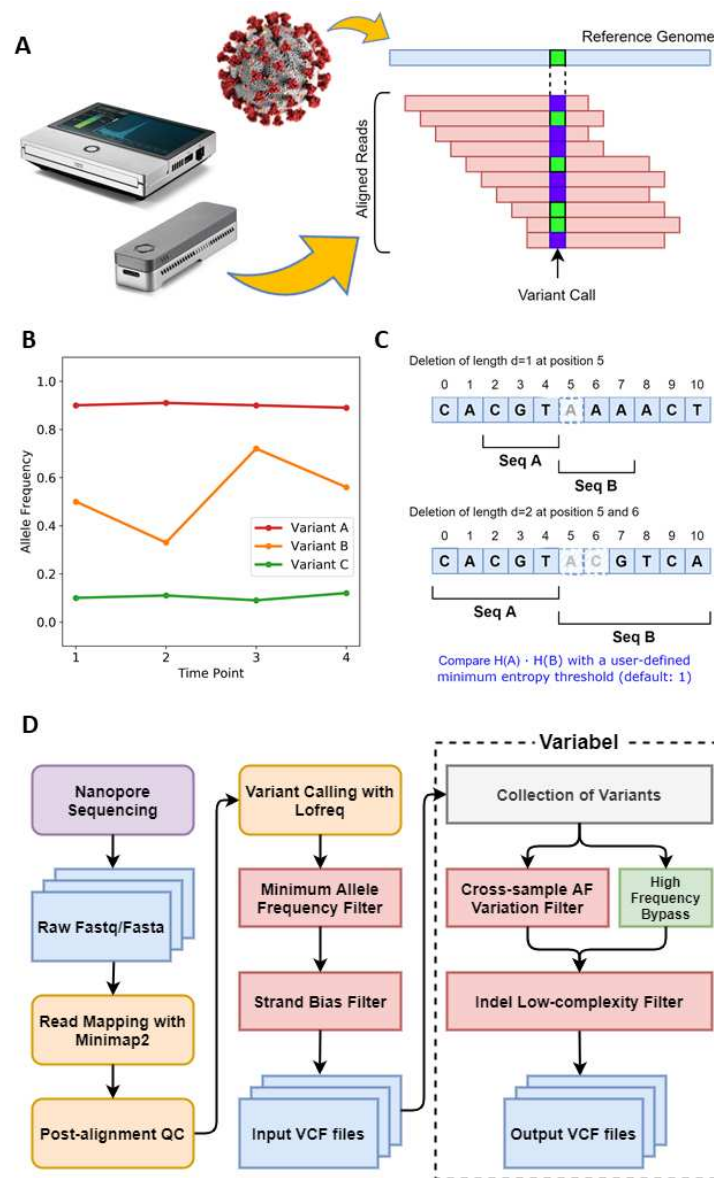 A
Reference Genome
Aligned Reads
Variant Call
B
Allele Frequency
1.0
0.8
0.6
0.4
0.2
0.0
Variant A
Variant B
Variant C
1 2 3 4
Time Point
C
Deletion of length d=1 at position 5
0 1 2 3 4 5 6 7 8 9 10
C A C G T A A A A C T
Seq A
Seq B
Deletion of length d=2 at position 5 and 6
0 1 2 3 4 5 6 7 8 9 10
C A C G T A C G T C A
Seq A
Seq B
Compare H(A) · H(B) with a user-defined
minimum entropy threshold (default: 1)
D
Nanopore
Sequencing
Raw Fastq/Fasta
Read Mapping with
Minimap2
Post-alignment QC
Variant Calling with
Lofreq
Minimum Allele
Frequency Filter
Strand Bias Filter
Input VCF files
Variabel
Collection of Variants
Cross-sample AF
Variation Filter
High
Frequency
Bypass
Indel Low-complexity Filter
Output VCF files